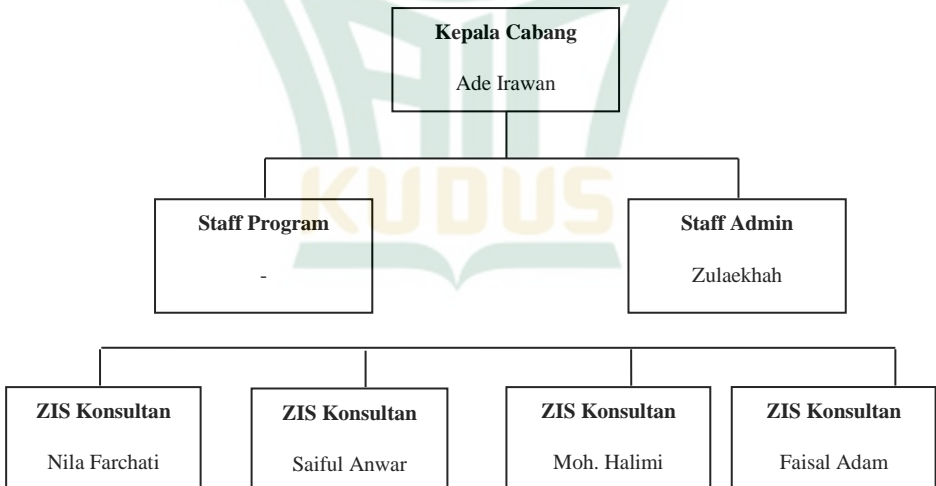 Kepala Cabang
Ade Irawan
KUDUS
Staff Program
-
Staff Admin
Zulaekhah
ZIS Konsultan
Nila Farchati
ZIS Konsultan
Saiful Anwar
ZIS Konsultan
Moh. Halimi
ZIS Konsultan
Faisal Adam